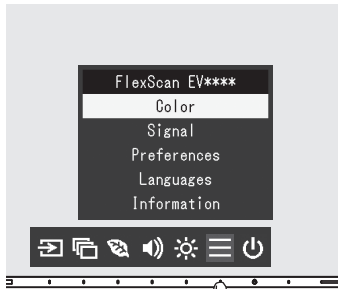 FlexScan EV****
Color
Signal
Preferences
Languages
Information